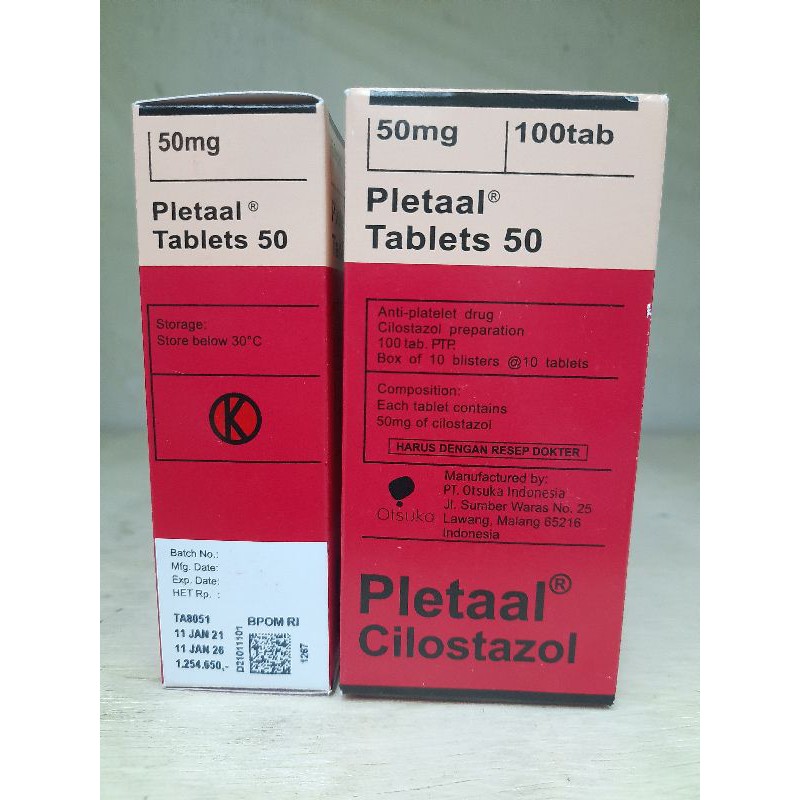 50mg
Pletaal®
Tablets 50
Storage:
Store below 30°C
K
Batch No.:
Mfg. Date:
Exp. Date:
HET Rp. :
TA8051
11 JAN 21
11 JAN 26
1.254.650,-
D21011101
BPOM RI
1267
50mg
100tab
Pletaal®
Tablets 50
Anti-platelet drug
Cilostazol preparation
100 tab. PTP.
Box of 10 blisters @10 tablets
Composition:
Each tablet contains
50mg of cilostazol
HARUS DENGAN RESEP DOKTER
Otsuka
Manufactured by:
PT. Otsuka Indonesia
Jl. Sumber Waras No. 25
Lawang, Malang 65216
Indonesia
Pletaal®
Cilostazol